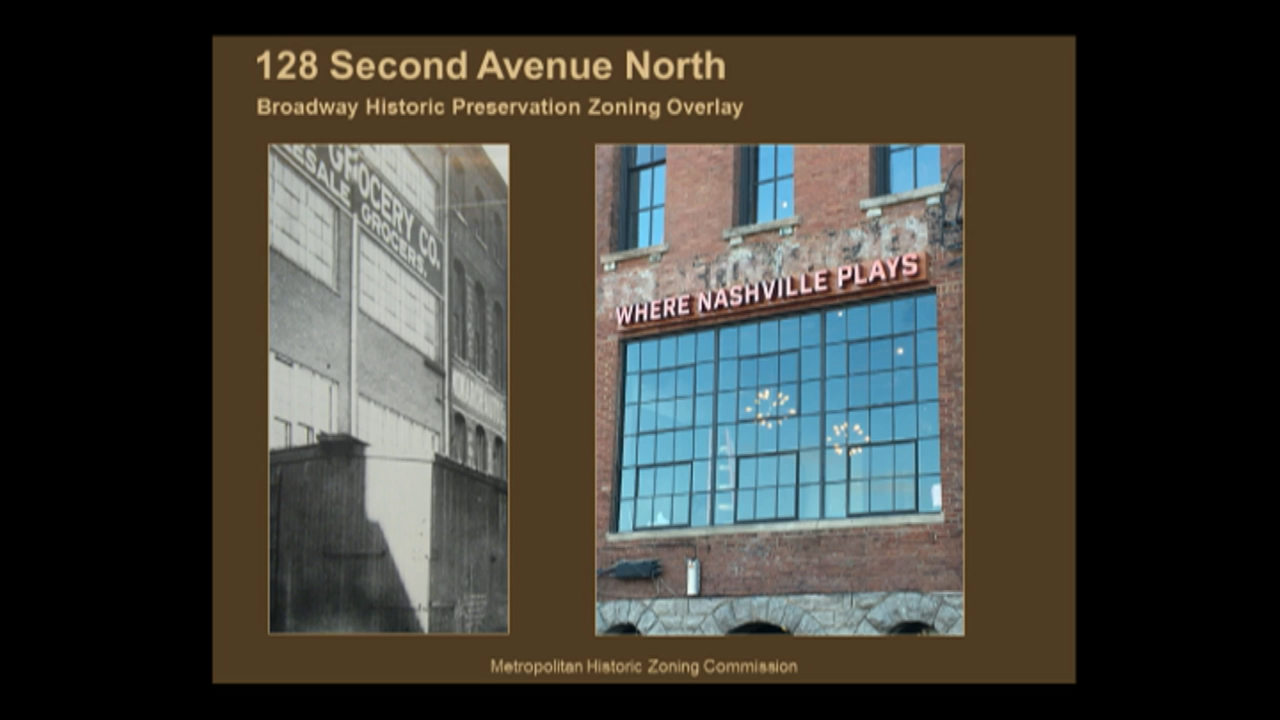 128 Second Avenue North
Broadway Historic Preservation Zoning Overlay
GROCERY CO.
GROCERS.
WHERE NASHVILLE PLAYS
Metropolitan Historic Zoning Commission